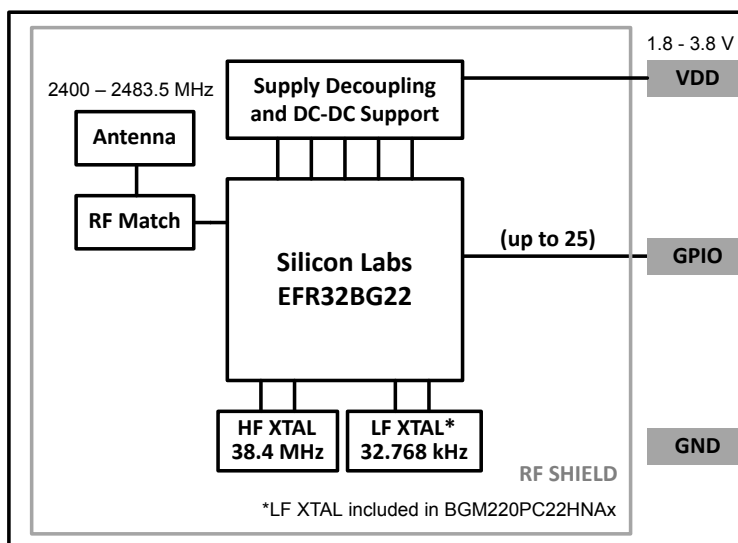 1.8 - 3.8 V
2400 – 2483.5 MHz
Supply Decoupling
and DC-DC Support
VDD
Antenna
RF Match
(up to 25)
GPIO
Silicon Labs
EFR32BG22
HF XTAL
38.4 MHz
LF XTAL*
32.768 kHz
GND
RF SHIELD
*LF XTAL included in BGM220PC22HNAx